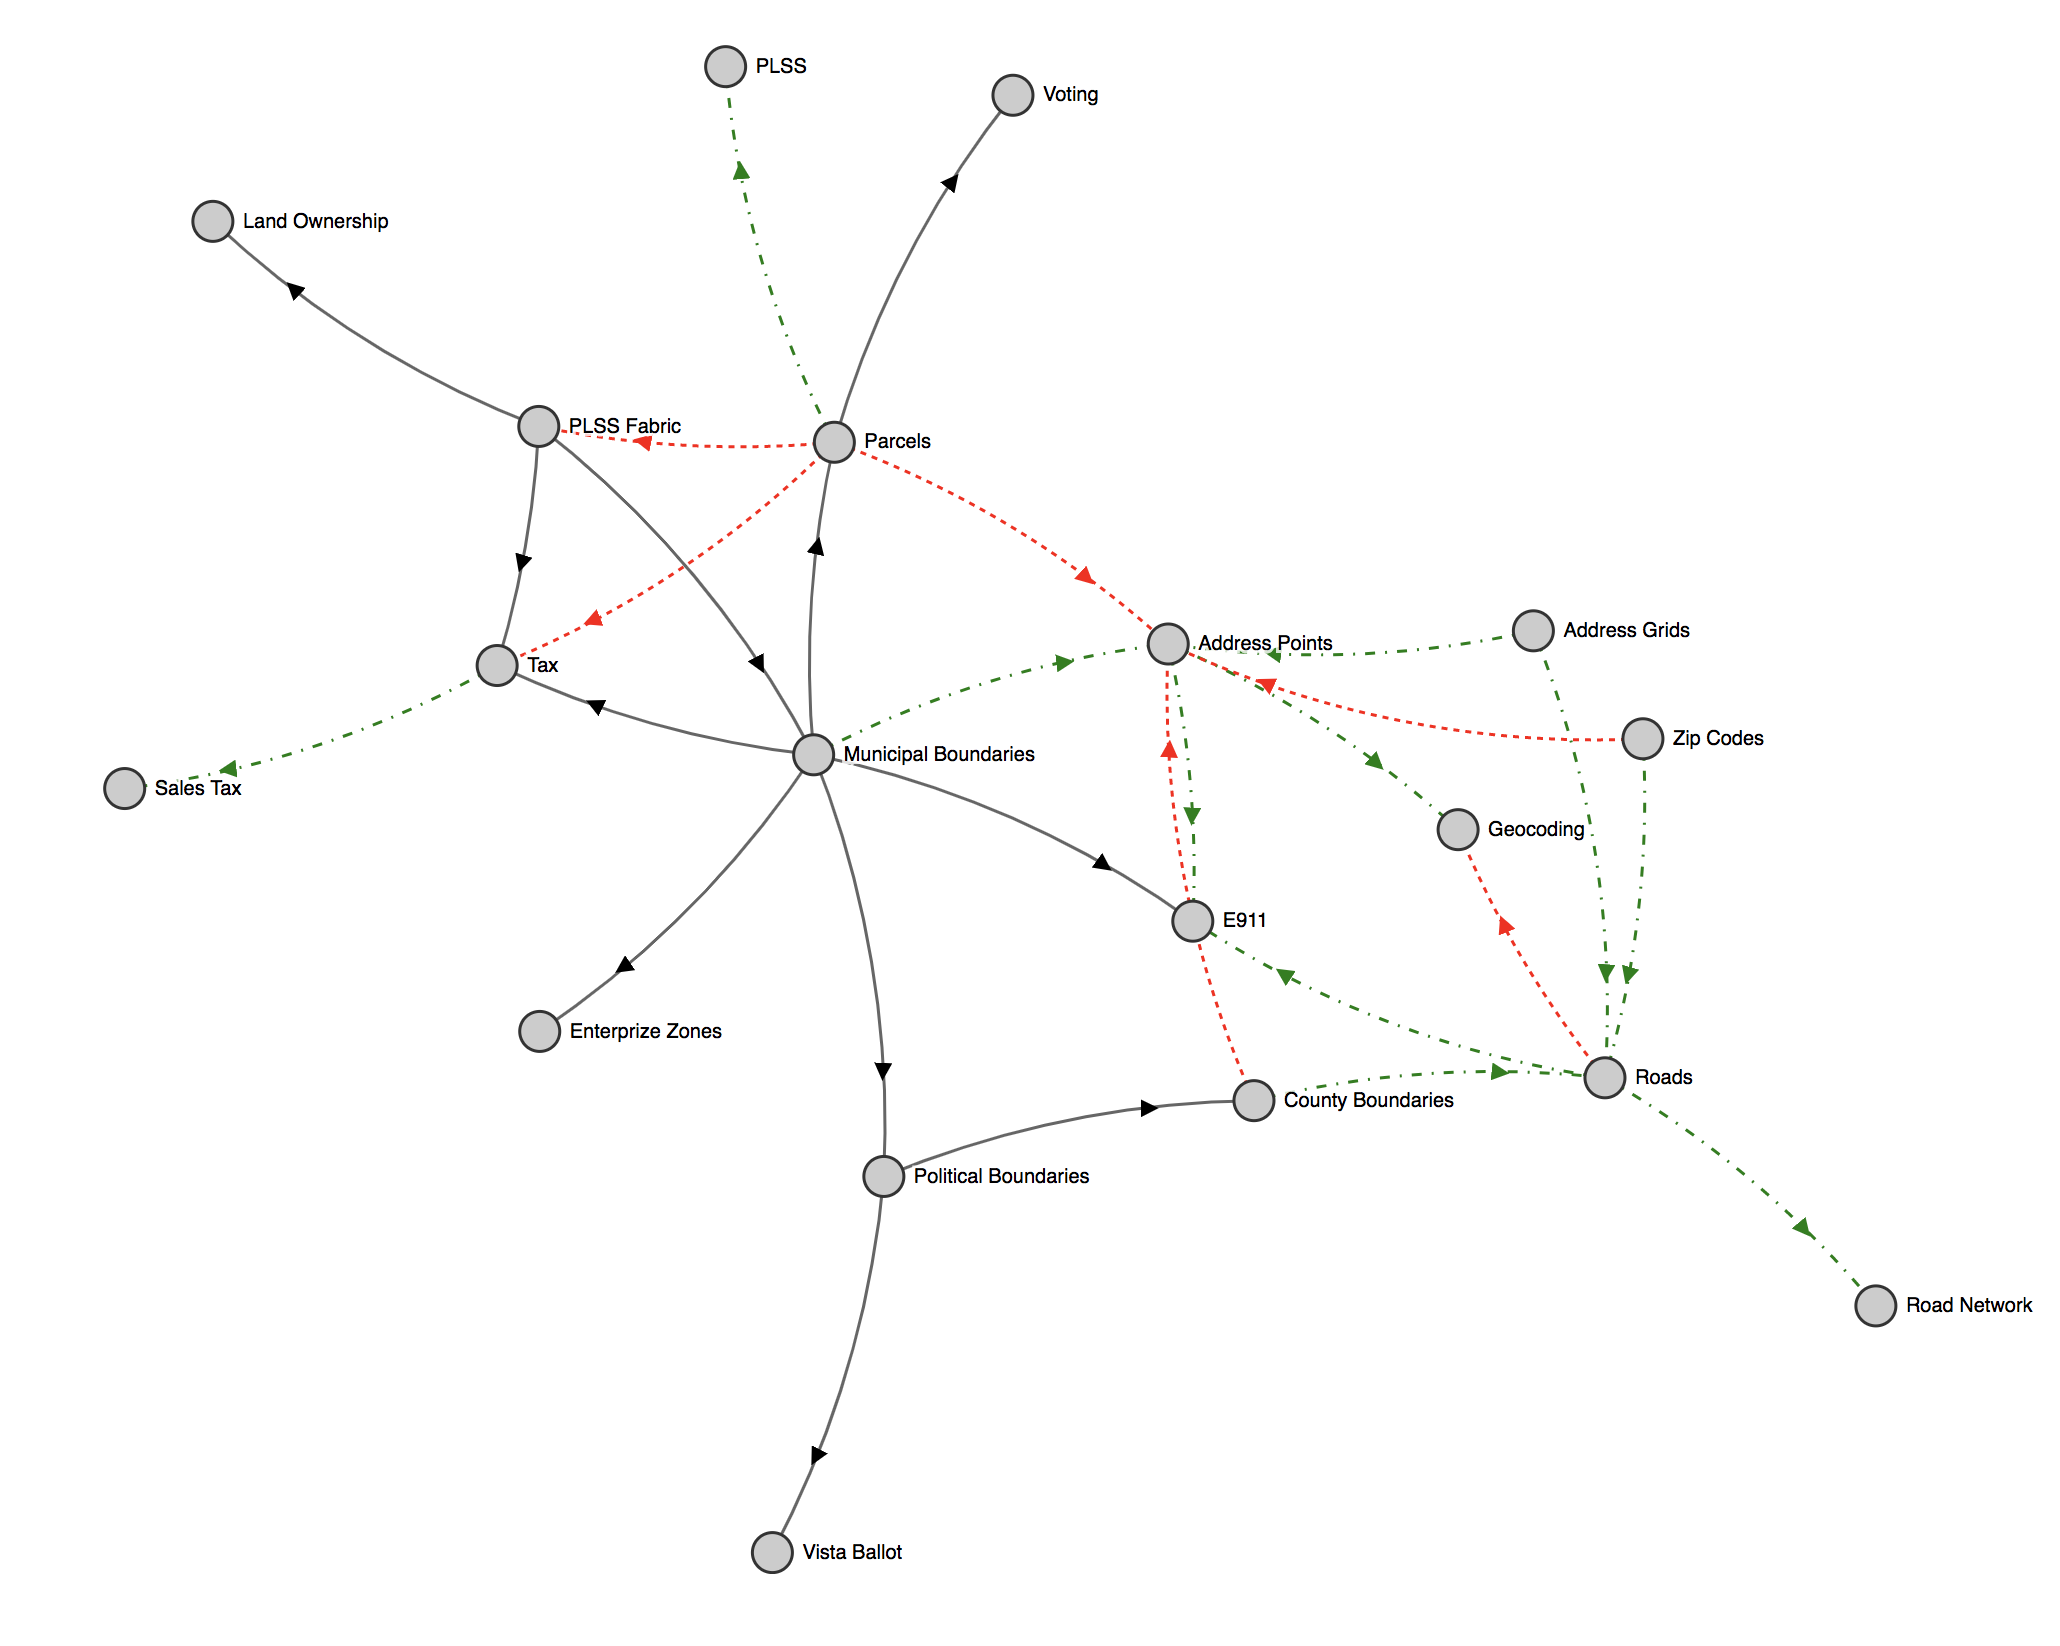 PLSS
Voting
Land Ownership
PLSS Fabric
Parcels
Address Grids
Address Points
Tax
Zip Codes
Municipal Boundaries
Sales Tax
Geocoding
E911
Enterprize Zones
Roads
County Boundaries
Political Boundaries
Road Network
Vista Ballot